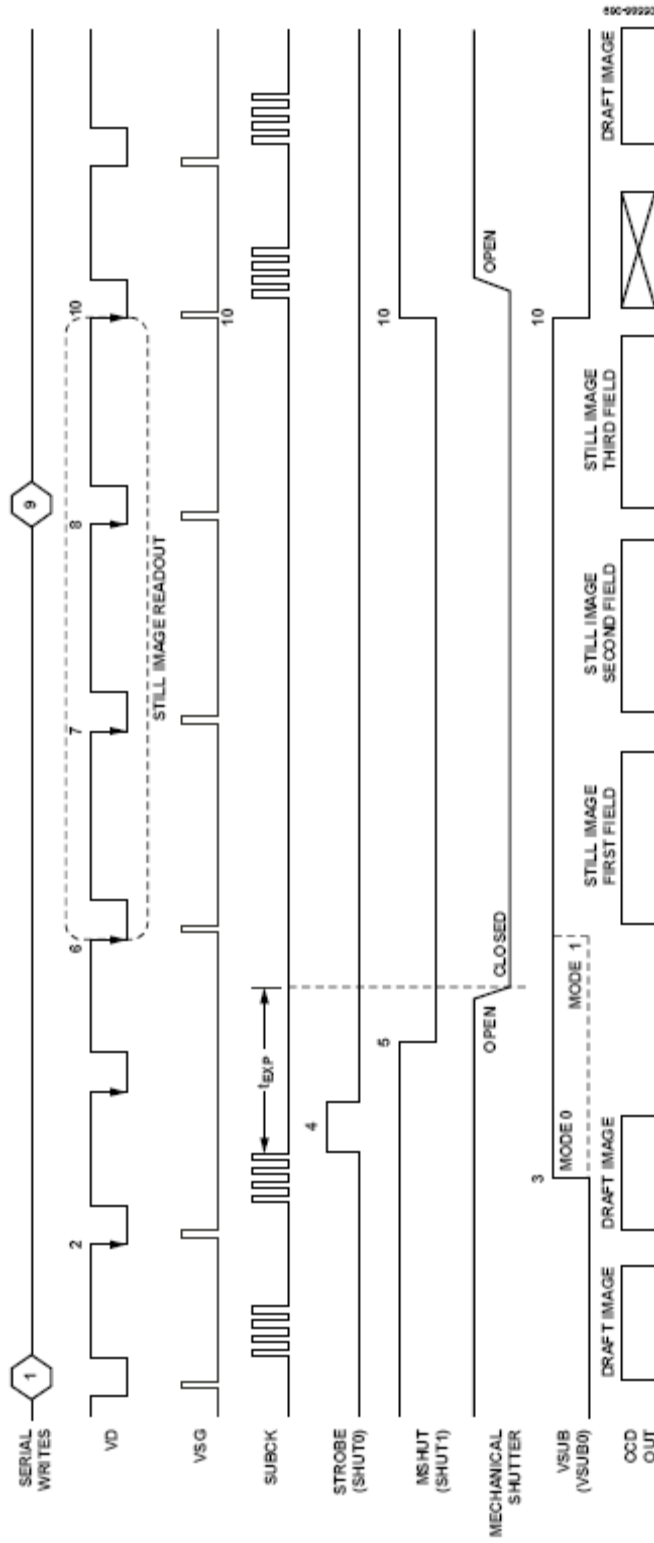 SERIAL
WRITES
1
9
VD
2
6
7
8
10
STILL IMAGE READOUT
VSG
10
SUBCK
tEXP
STROBE
(SHUT0)
4
MSHUT
(SHUT1)
5
10
MECHANICAL
SHUTTER
OPEN
CLOSED
OPEN
VSUB
(VSUB0)
3
MODE 0
MODE 1
10
CCD
OUT
DRAFT IMAGE
DRAFT IMAGE
STILL IMAGE
FIRST FIELD
STILL IMAGE
SECOND FIELD
STILL IMAGE
THIRD FIELD
DRAFT IMAGE